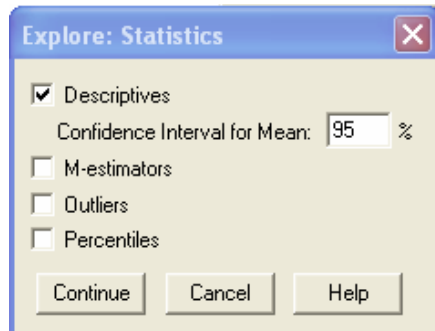 Explore: Statistics
Descriptives
Confidence Interval for Mean: 95 %
M-estimators
Outliers
Percentiles
Continue Cancel Help